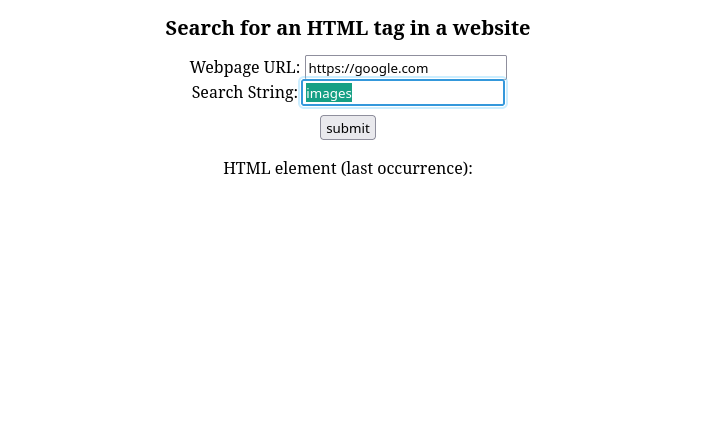 Search for an HTML tag in a website
Webpage URL: https://google.com
Search String: images
submit
HTML element (last occurrence):